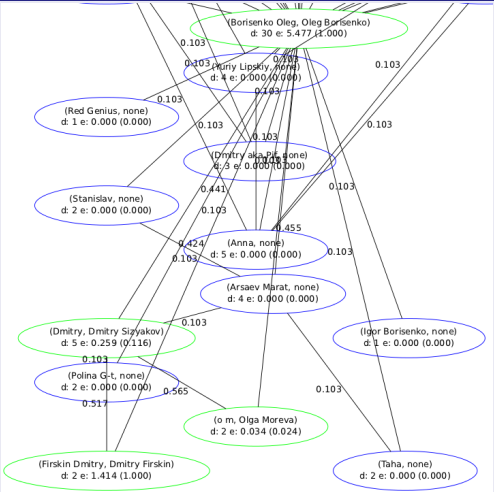 (Borisenko Oleg, Oleg Borisenko)
d: 30 e: 5.477 (1.000)
0.103
0.103
0.103
(Yuriy Lipskiy, none)
d: 4 e: 0.000 (0.000)
0.103
0.103
0.103
(Red Genius, none)
d: 1 e: 0.000 (0.000)
0.103
0.103
0.103
(Dmitry aka Pif, none)
d: 3 e: 0.000 (0.000)
0.103
0.441
0.103
(Stanislav, none)
d: 2 e: 0.000 (0.000)
0.103
0.455
0.424
(Anna, none)
d: 5 e: 0.000 (0.000)
0.103
0.103
(Arsaev Marat, none)
d: 4 e: 0.000 (0.000)
0.103
(Dmitry, Dmitry Sizyakov)
d: 5 e: 0.259 (0.116)
(Igor Borisenko, none)
d: 1 e: 0.000 (0.000)
0.103
(Polina G-t, none)
d: 2 e: 0.000 (0.000)
0.565
0.103
0.517
(o m, Olga Moreva)
d: 2 e: 0.034 (0.024)
(Firskin Dmitry, Dmitry Firskin)
d: 2 e: 1.414 (1.000)
(Taha, none)
d: 2 e: 0.000 (0.000)